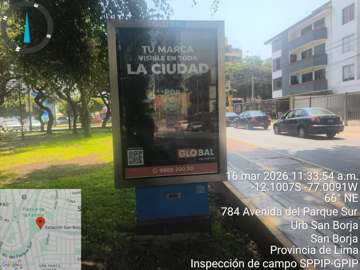 TU MARCA
VISIBLE EN TODA
LA CIUDAD
GLOBAL
16 mar 2026 11:33:54 a.m.
-12.1007S -77.0091W
66° NE
784 Avenida del Parque Sur
Urb San Borja
San Borja
Provincia de Lima
Inspección de campo SPPIP-GPIP
Google